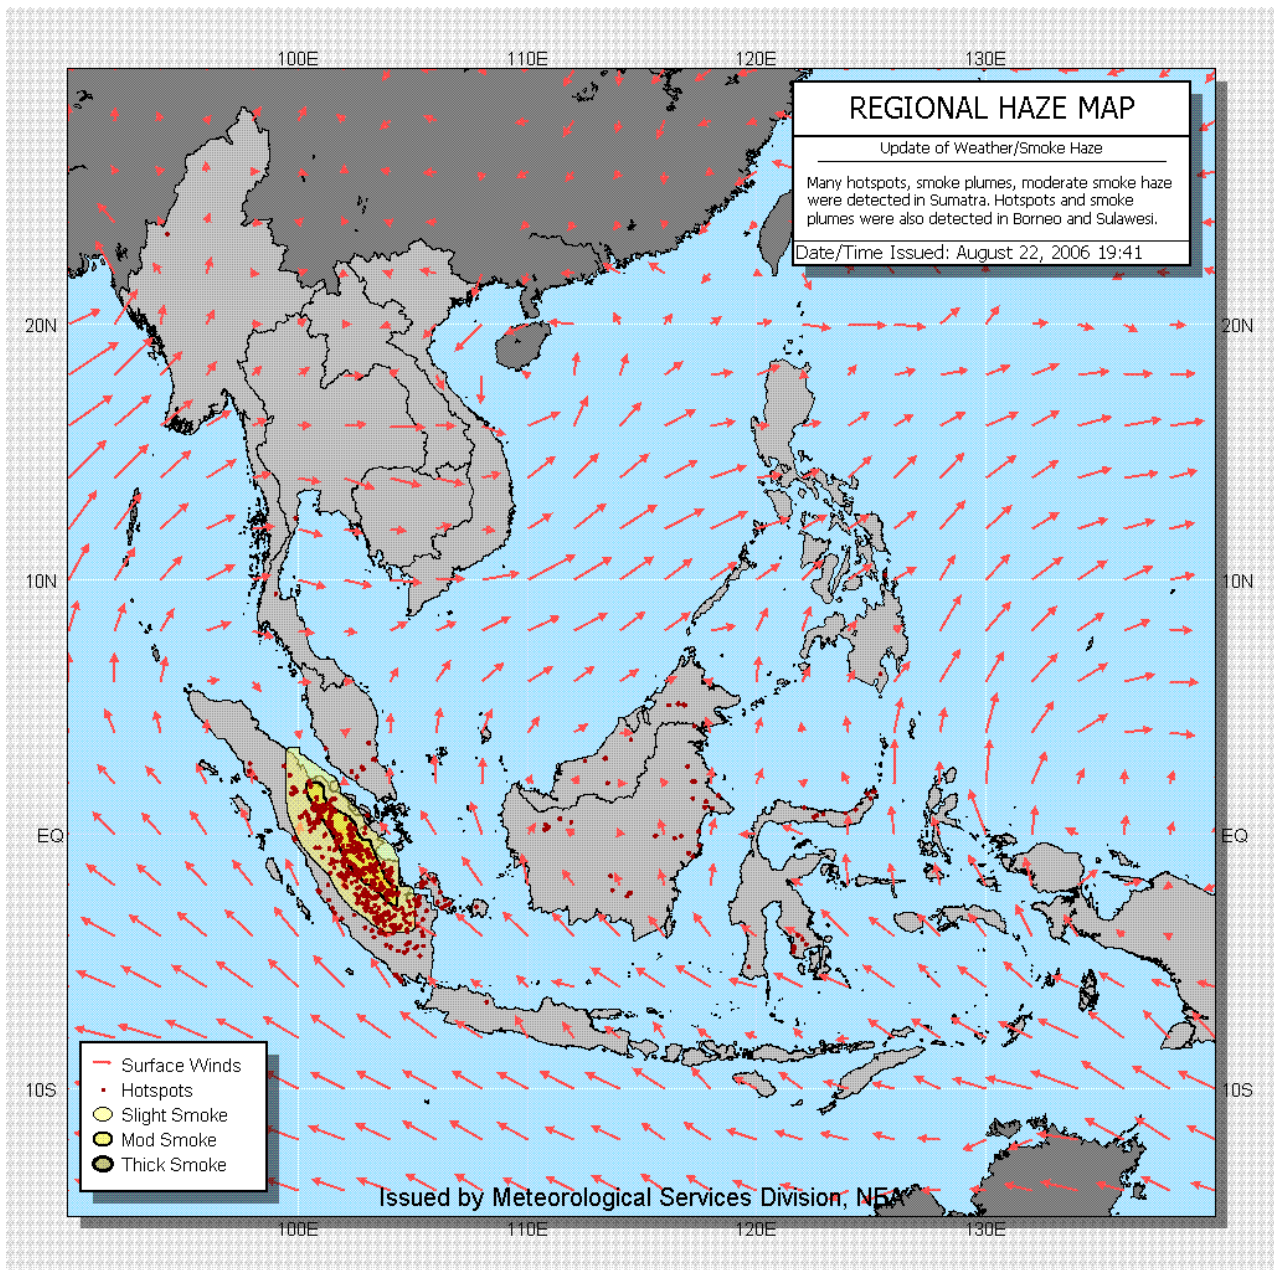 100E 110E 120E 130E
REGIONAL HAZE MAP
Update of Weather/Smoke Haze
Many hotspots, smoke plumes, moderate smoke haze
were detected in Sumatra. Hotspots and smoke
plumes were also detected in Borneo and Sulawesi.
Date/Time Issued: August 22, 2006 19:41
20N 20N
10N 10N
EQ EQ
10S 10S
Surface Winds
Hotspots
Slight Smoke
Mod Smoke
Thick Smoke
Issued by Meteorological Services Division, NEA
100E 110E 120E 130E